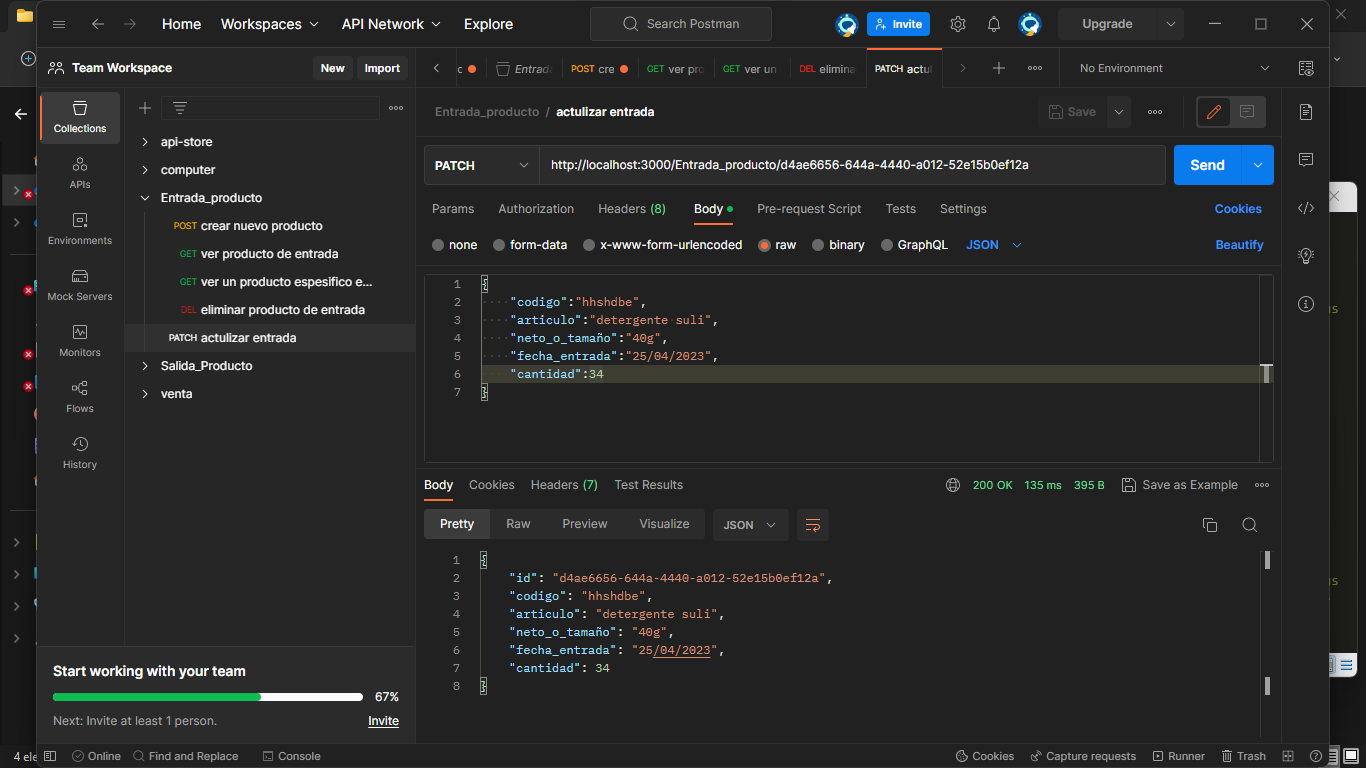 Home Workspaces API Network Explore Search Postman Invite Upgrade
Team Workspace New Import
Entrada POST cre GET ver pro GET ver un DEL elimina PATCH actul No Environment
Collections
APIs
Environments
Mock Servers
Monitors
Flows
History
api-store
computer
Entrada_producto
POST crear nuevo producto
GET ver producto de entrada
GET ver un producto espesifico e...
DEL eliminar producto de entrada
PATCH actulizar entrada
Salida_Producto
venta
Start working with your team
67%
Next: Invite at least 1 person. Invite
Entrada_producto / actulizar entrada Save
PATCH http://localhost:3000/Entrada_producto/d4ae6656-644a-4440-a012-52e15b0ef12a Send
Params Authorization Headers (8) Body Pre-request Script Tests Settings Cookies
none form-data x-www-form-urlencoded raw binary GraphQL JSON Beautify
1 {
2 "codigo":"hhshdbe",
3 "articulo":"detergente suli",
4 "neto_o_tamaño":"40g",
5 "fecha_entrada":"25/04/2023",
6 "cantidad":34
7 }
Body Cookies Headers (7) Test Results 200 OK 135 ms 395 B Save as Example
Pretty Raw Preview Visualize JSON
1 {
2 "id": "d4ae6656-644a-4440-a012-52e15b0ef12a",
3 "codigo": "hhshdbe",
4 "articulo": "detergente suli",
5 "neto_o_tamaño": "40g",
6 "fecha_entrada": "25/04/2023",
7 "cantidad": 34
8 }
4 ele Online Find and Replace Console Cookies Capture requests Runner Trash